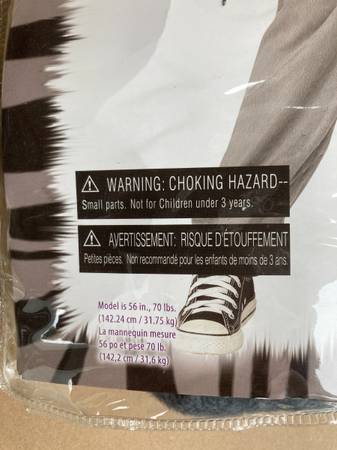 WARNING: CHOKING HAZARD--
Small parts. Not for Children under 3 years.
AVERTISSEMENT: RISQUE D'ÉTOUFFEMENT
Petites pièces. Non recommandé pour les enfants de moins de 3 ans.
Model is 56 in., 70 lbs.
(142.24 cm / 31.75 kg)
La mannequin mesure
56 po et pesé 70 lb.
(142,2 cm / 31,6 kg)